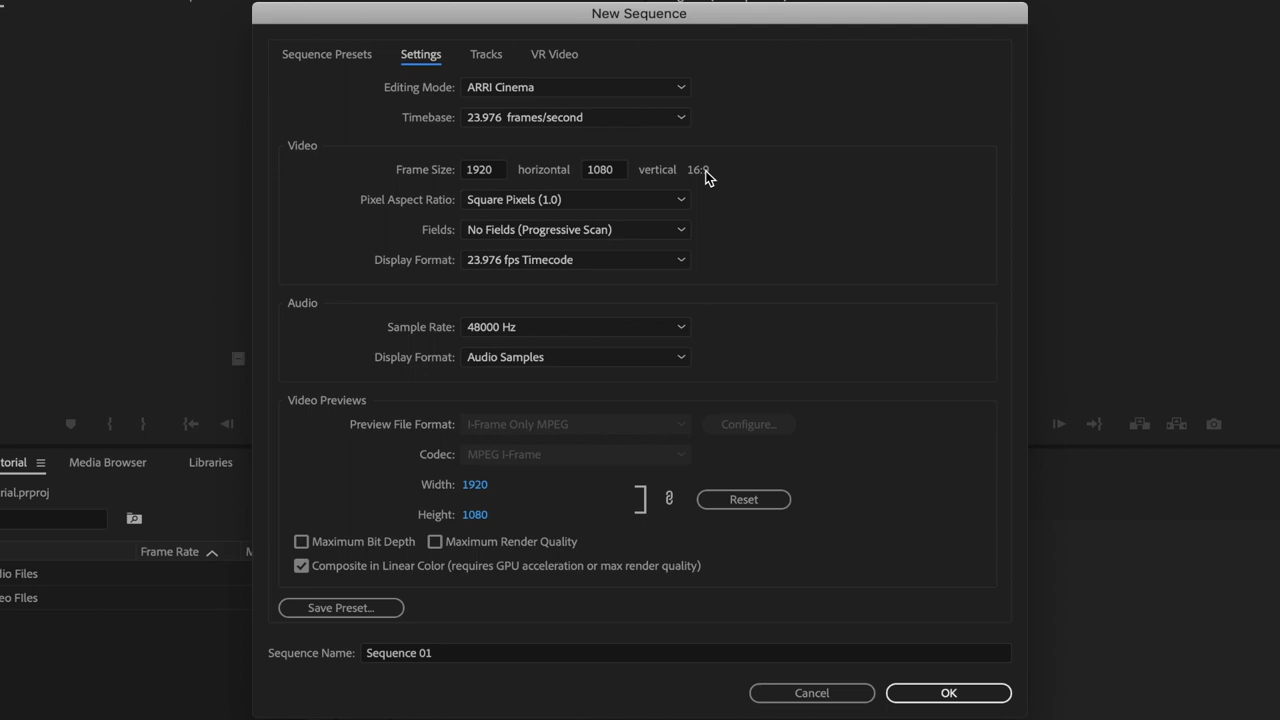 New Sequence
Sequence Presets Settings Tracks VR Video
Editing Mode: ARRI Cinema
Timebase: 23.976 frames/second
Video
Frame Size: 1920 horizontal 1080 vertical 16:9
Pixel Aspect Ratio: Square Pixels (1.0)
Fields: No Fields (Progressive Scan)
Display Format: 23.976 fps Timecode
Audio
Sample Rate: 48000 Hz
Display Format: Audio Samples
Video Previews
Preview File Format: I-Frame Only MPEG Configure...
Codec: MPEG I-Frame
Width: 1920
Height: 1080
Reset
Maximum Bit Depth Maximum Render Quality
Composite in Linear Color (requires GPU acceleration or max render quality)
Save Preset...
Sequence Name: Sequence 01
Cancel OK
torial Media Browser Libraries
rial.prproj
Frame Rate M
dio Files
eo FIles